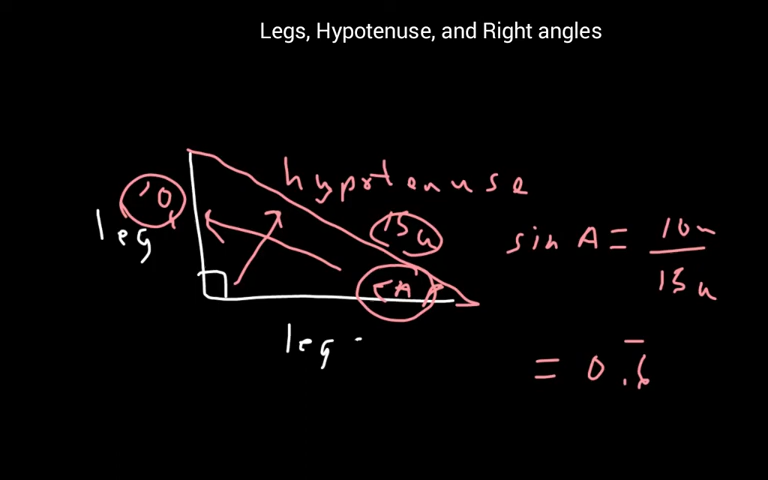 Legs, Hypotenuse, and Right angles
hypotenuse
10
leg
15u
sin A = 10u / 15u
∠A
leg
= 0.6̅